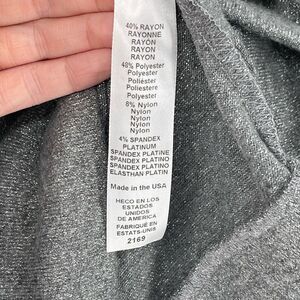 40% RAYON
RAYONNE
RAYON
RAYON
RAYON
48% Polyester
Polyester
Poliéster
Poliestere
Polyester
8% Nylon
Nylon
Nylon
Nylon
Nylon
4% SPANDEX
PLATINUM
SPANDEX PLATINE
SPANDEX PLATINO
SPANDEX PLATINO
ELASTHAN PLATIN
Made in the USA
HECO EN LOS
ESTADOS
UNIDOS
DE AMERICA
FABRIQUE EN
ESTATS-UNIS
2169